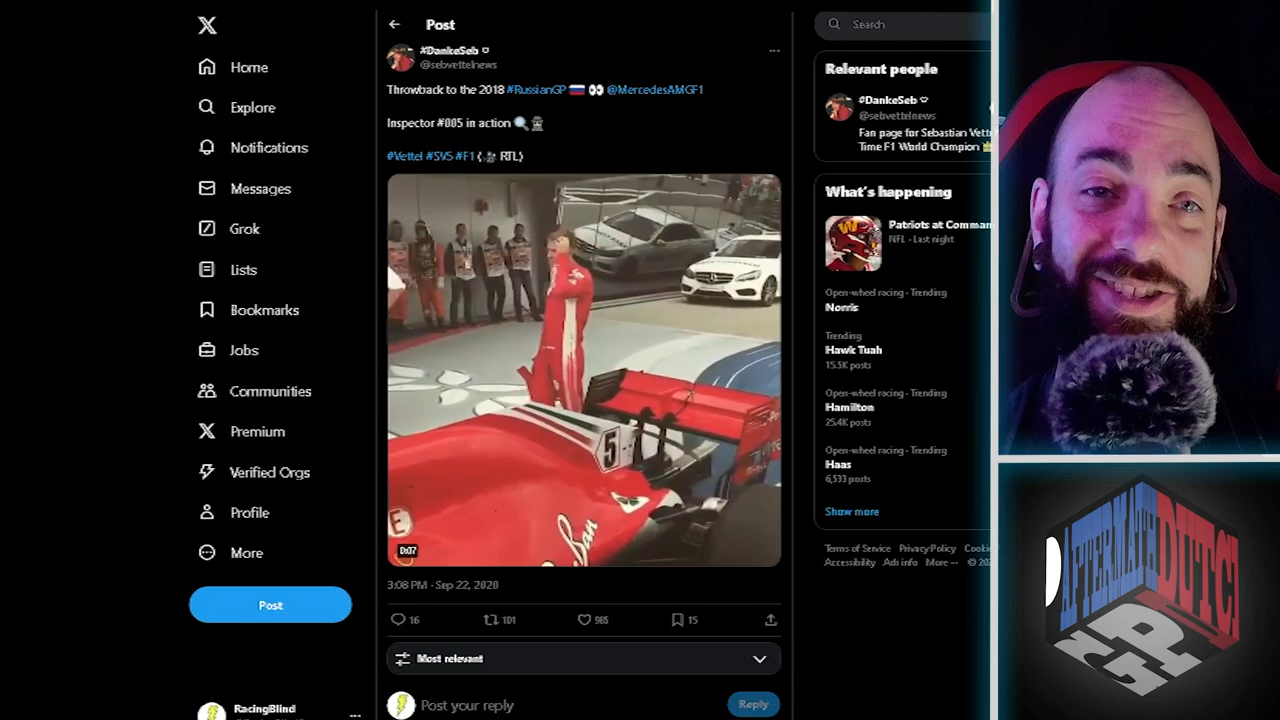 Home
Explore
Notifications
Messages
Grok
Lists
Bookmarks
Jobs
Communities
Premium
Verified Orgs
Profile
More
Post
RacingBlind
Post
#DankeSeb
@sebvettelnews
Throwback to the 2018 #RussianGP 🇷🇺 👀 @MercedesAMGF1
Inspector #005 in action 🔍🕵
#Vettel #SV5 #F1 (🎥 RTL)
5
0:07
3:08 PM · Sep 22, 2020
16
101
985
15
Most relevant
Post your reply
Reply
Search
Relevant people
#DankeSeb
@sebvettelnews
Fan page for Sebastian Vett
Time F1 World Champion 👑
What's happening
Patriots at Comman
NFL · Last night
Open-wheel racing · Trending
Norris
Trending
Hawk Tuah
15.5K posts
Open-wheel racing · Trending
Hamilton
25.4K posts
Open-wheel racing · Trending
Haas
6,533 posts
Show more
Terms of Service Privacy Policy Cooki
Accessibility Ads info More ··· © 202
AFTERMATH
DUTCH